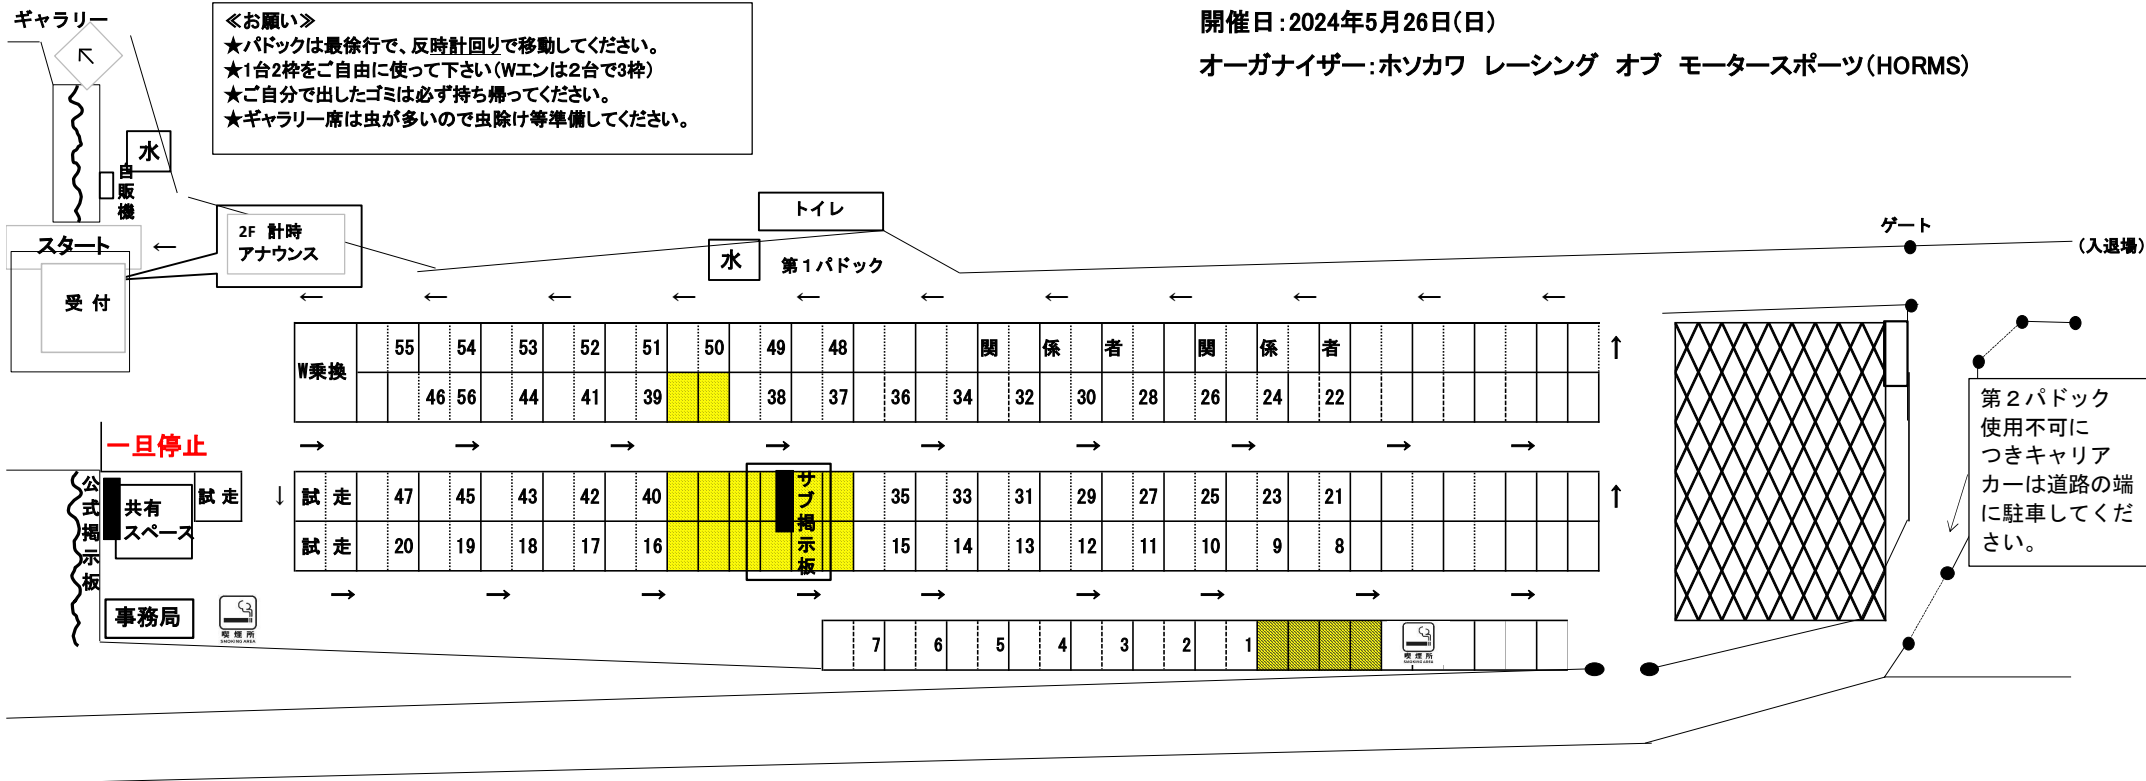 ギャラリー
↖
≪お願い≫
★パドックは最徐行で、反時計回りで移動してください。
★1台2枠をご自由に使って下さい(Wエンは2台で3枠)
★ご自分で出したゴミは必ず持ち帰ってください。
★ギャラリー席は虫が多いので虫除け等準備してください。
開催日:2024年5月26日(日)
オーガナイザー:ホソカワ レーシング オブ モータースポーツ(HORMS)
水
自販機
スタート
←
2F 計時
アナウンス
受 付
トイレ
水
第1パドック
ゲート
(入退場)
← ← ← ← ← ← ← ← ← ← ←
W乗換
55 54 53 52 51 50 49 48 関 係 者 関 係 者
↑
46 56 44 41 39 38 37 36 34 32 30 28 26 24 22
一旦停止
→ → → → → → → → →
公式掲示板
共有
スペース
試 走
↓
試 走 47 45 43 42 40 35 33 31 29 27 25 23 21
↑
サブ掲示板
試 走 20 19 18 17 16 15 14 13 12 11 10 9 8
→ → → → → → → →
事務局
喫煙所
SMOKING AREA
7 6 5 4 3 2 1
喫煙所
SMOKING AREA
第2パドック
使用不可に
つきキャリア
カーは道路の端
に駐車してくだ
さい。